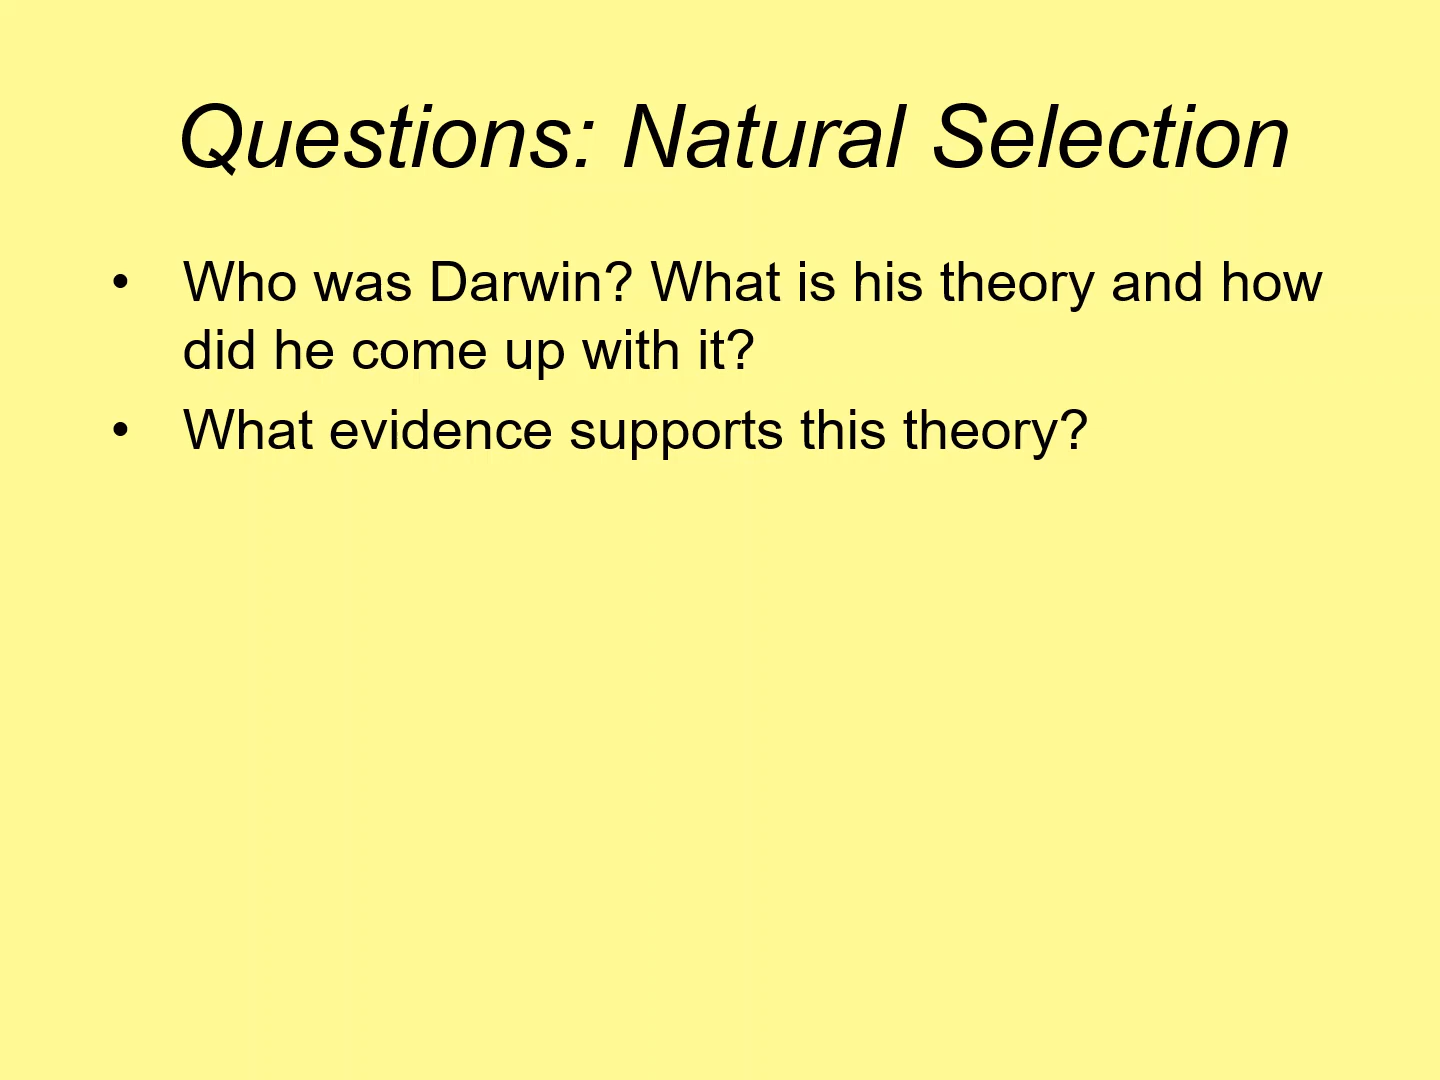 Questions: Natural Selection
• Who was Darwin? What is his theory and how
did he come up with it?
• What evidence supports this theory?